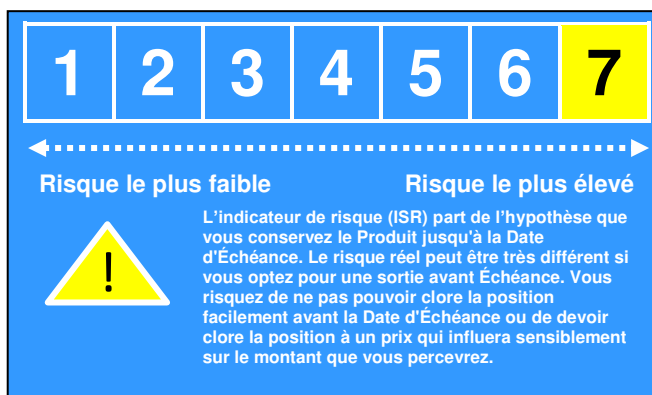 1 2 3 4 5 6 7
Risque le plus faible Risque le plus élevé
L'indicateur de risque (ISR) part de l'hypothèse que
vous conservez le Produit jusqu'à la Date
d'Échéance. Le risque réel peut être très différent si
vous optez pour une sortie avant Échéance. Vous
risquez de ne pas pouvoir clore la position
facilement avant la Date d'Échéance ou de devoir
clore la position à un prix qui influera sensiblement
sur le montant que vous percevrez.
!